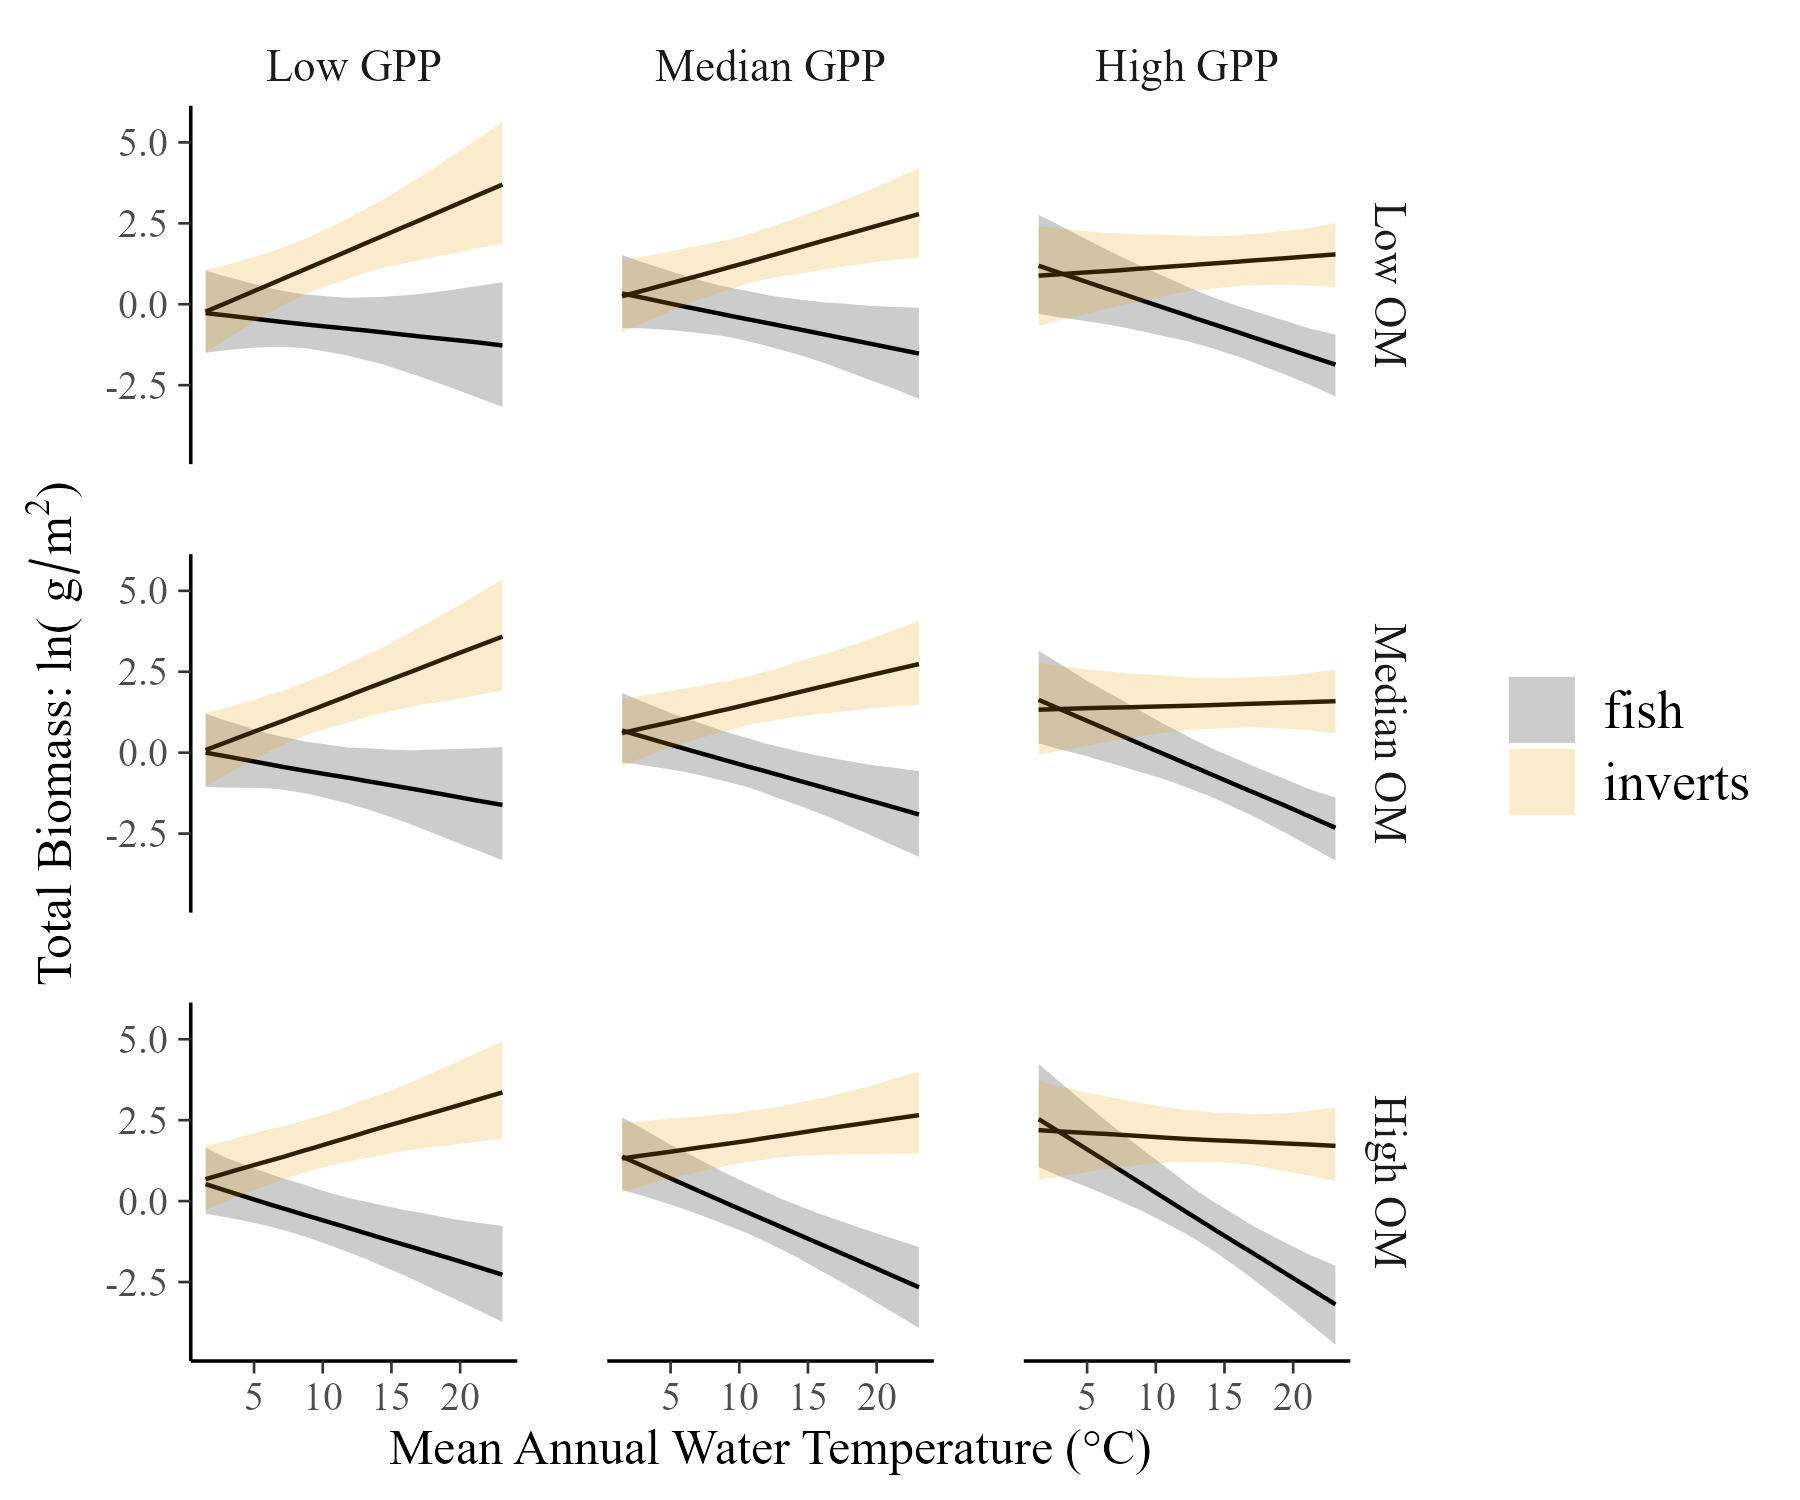 Low GPP Median GPP High GPP
5.0
2.5
0.0
-2.5
Low OM
5.0
2.5
0.0
-2.5
Median OM
5.0
2.5
0.0
-2.5
High OM
5 10 15 20 5 10 15 20 5 10 15 20
Mean Annual Water Temperature (°C)
Total Biomass: ln( g/m²)
fish
inverts